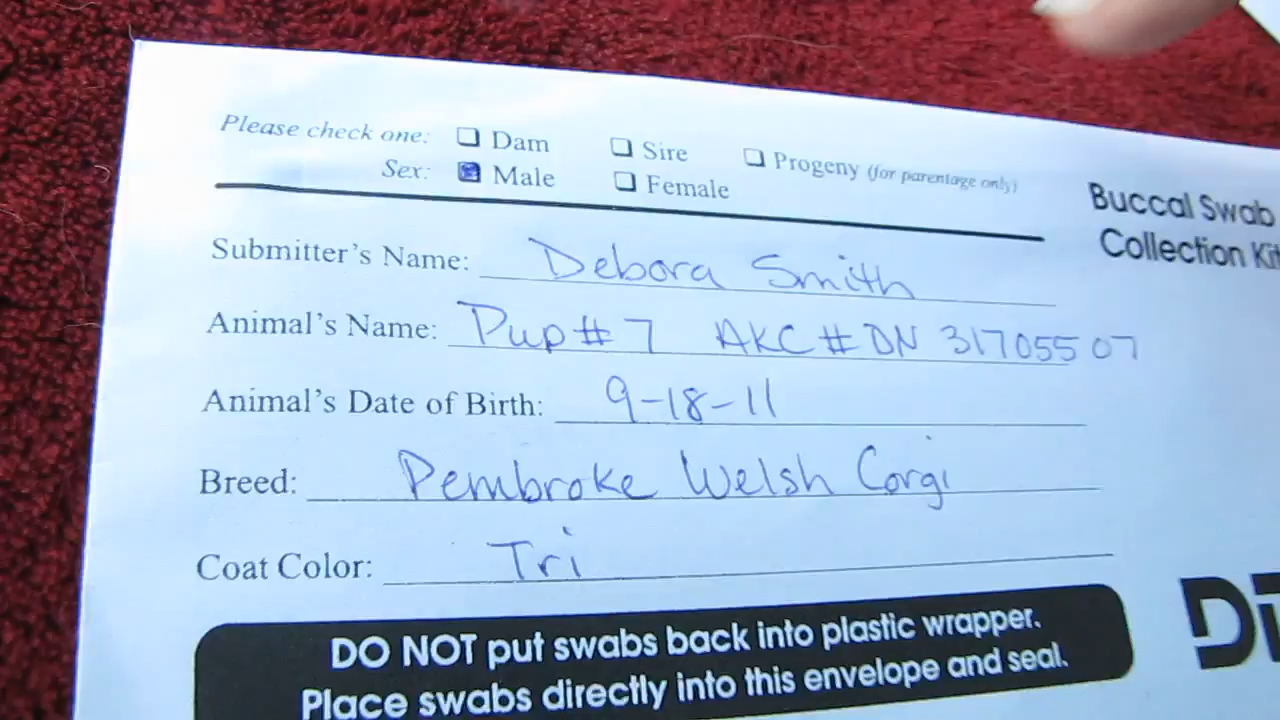 Please check one: ☐ Dam ☐ Sire ☐ Progeny (for parentage only)
Sex: ☑ Male ☐ Female
Buccal Swab
Collection Kit
Submitter's Name: Debora Smith
Animal's Name: Pup #7 AKC # DN 31705507
Animal's Date of Birth: 9-18-11
Breed: Pembroke Welsh Corgi
Coat Color: Tri
DO NOT put swabs back into plastic wrapper.
Place swabs directly into this envelope and seal.